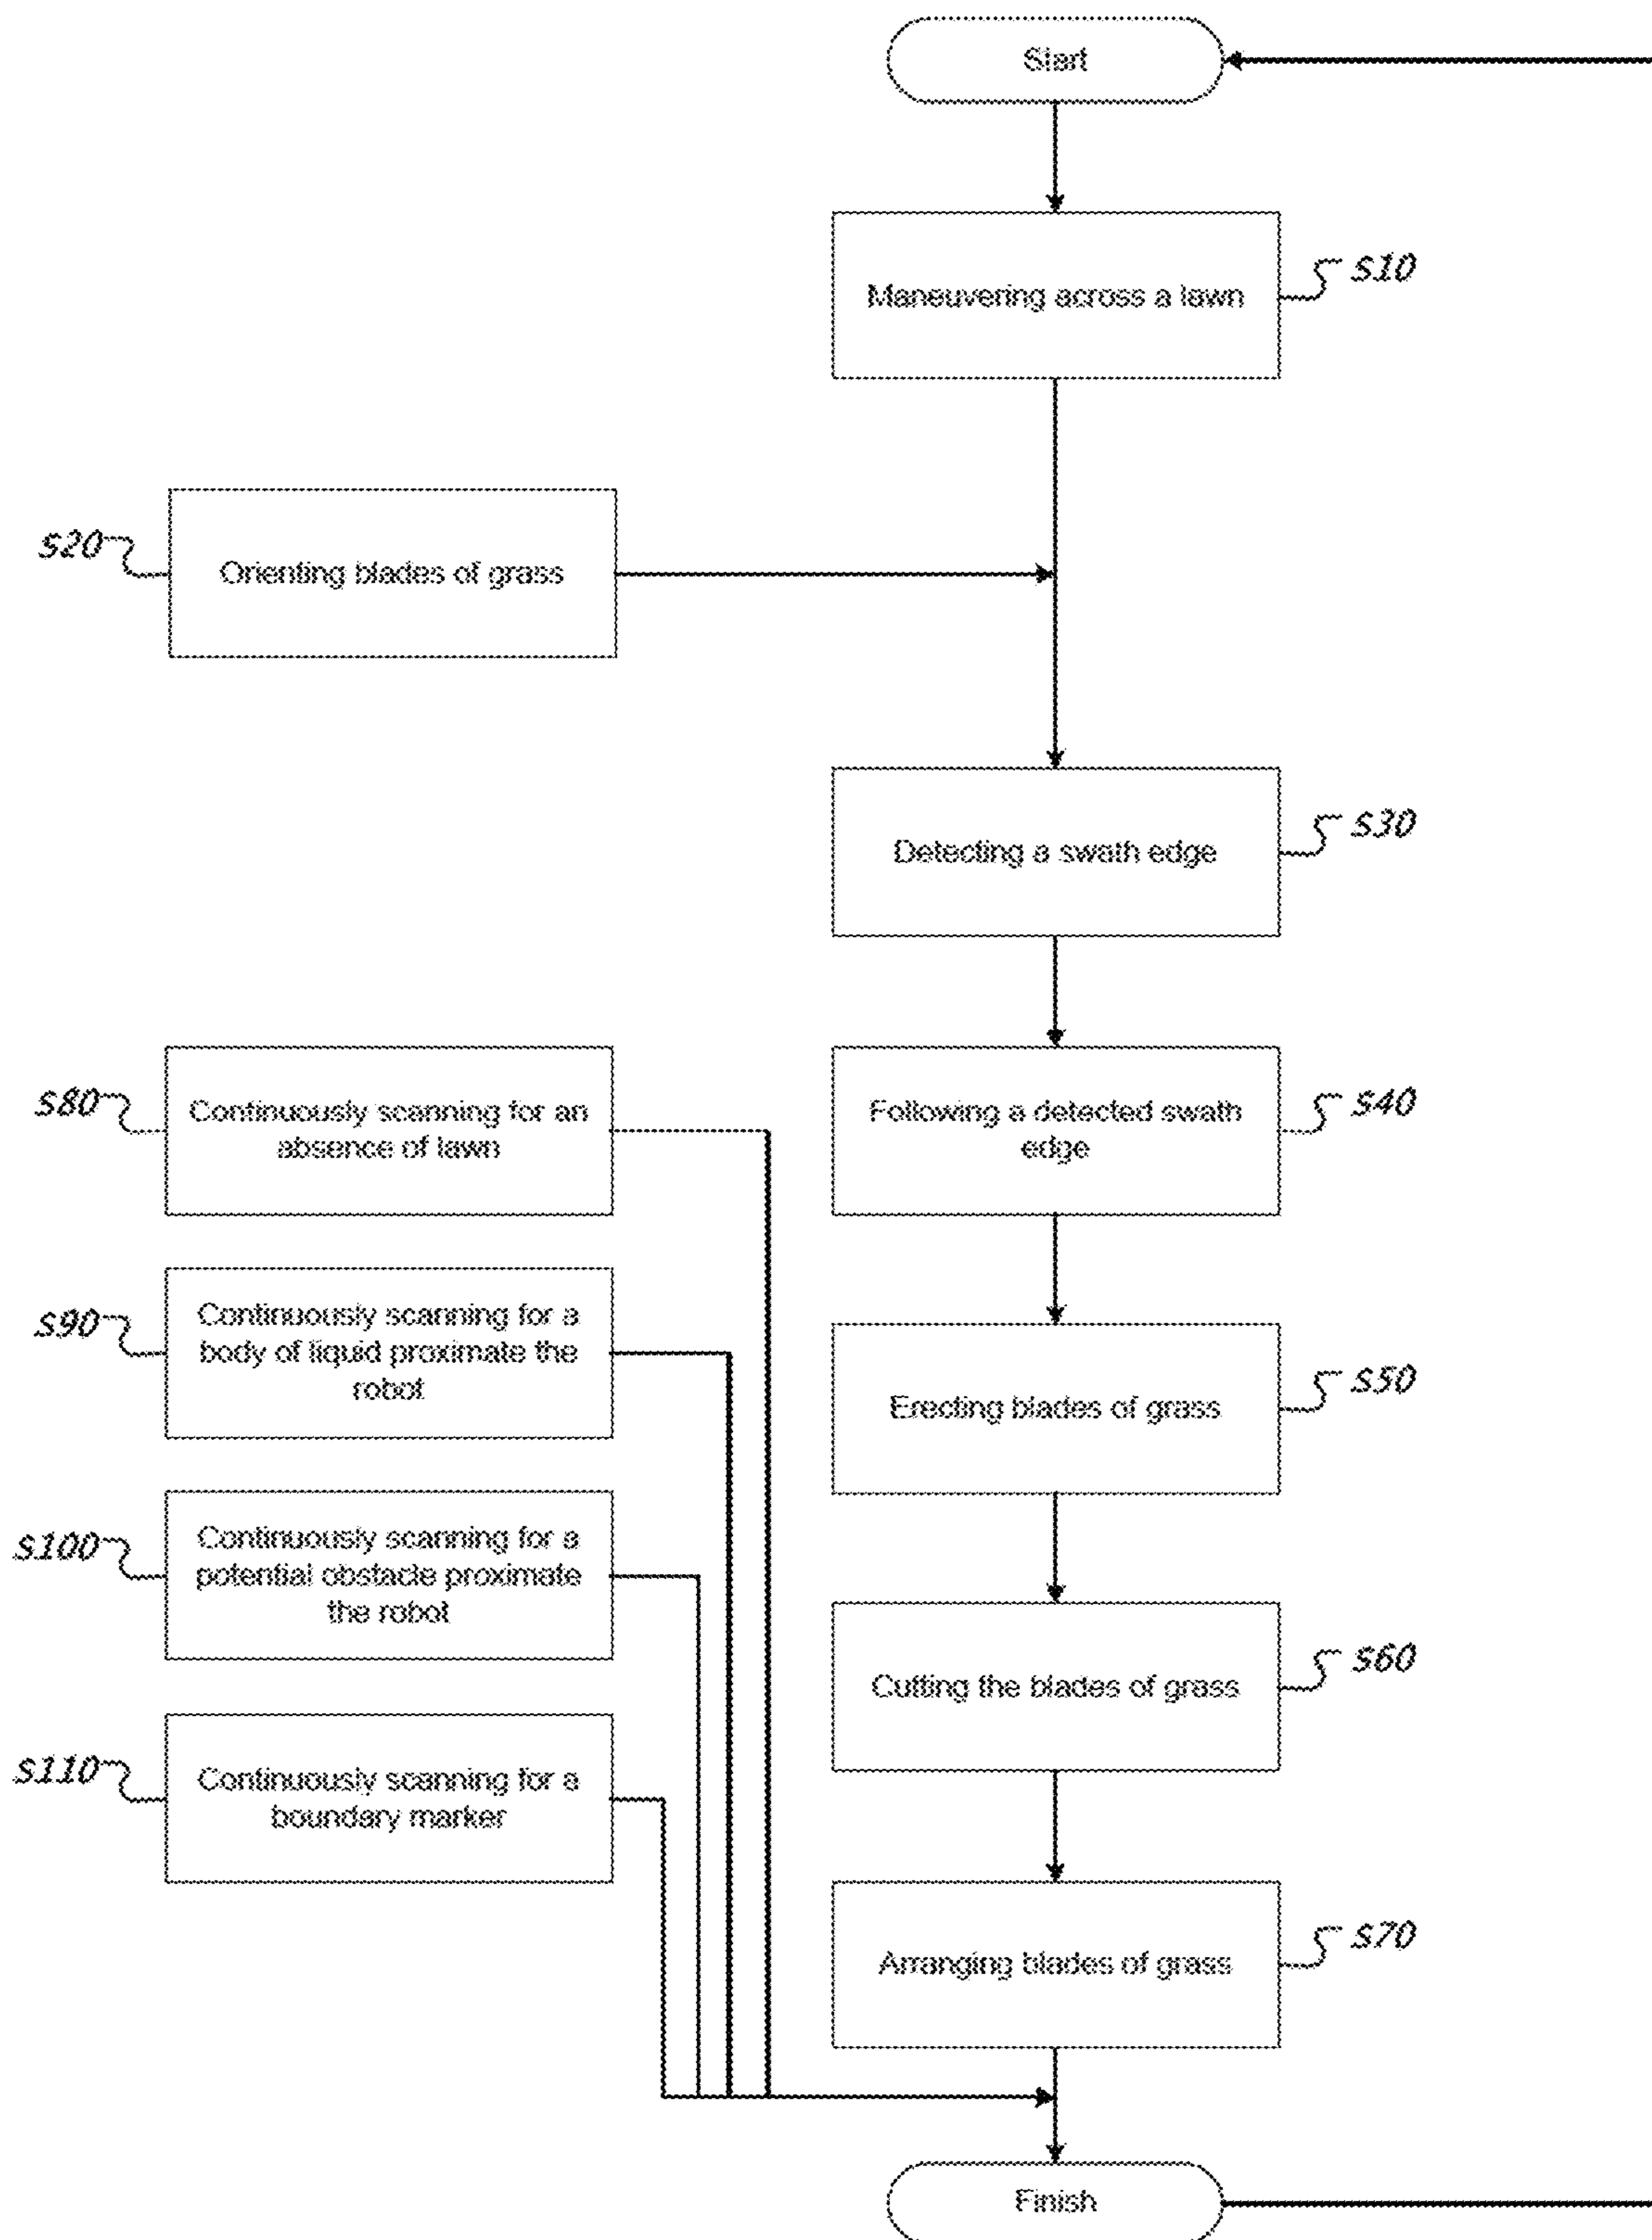 Start
Maneuvering across a lawn
S10
S20
Orienting blades of grass
Detecting a swath edge
S30
S80
Continuously scanning for an
absence of lawn
Following a detected swath
edge
S40
S90
Continuously scanning for a
body of liquid proximate the
robot
Erecting blades of grass
S50
S100
Continuously scanning for a
potential obstacle proximate
the robot
Cutting the blades of grass
S60
S110
Continuously scanning for a
boundary marker
Arranging blades of grass
S70
Finish